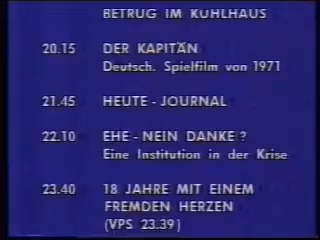 BETRUG IM KÜHLHAUS
20.15 DER KAPITÄN
Deutsch. Spielfilm von 1971
21.45 HEUTE - JOURNAL
22.10 EHE - NEIN DANKE ?
Eine Institution in der Krise
23.40 18 JAHRE MIT EINEM
FREMDEN HERZEN
(VPS 23.39)